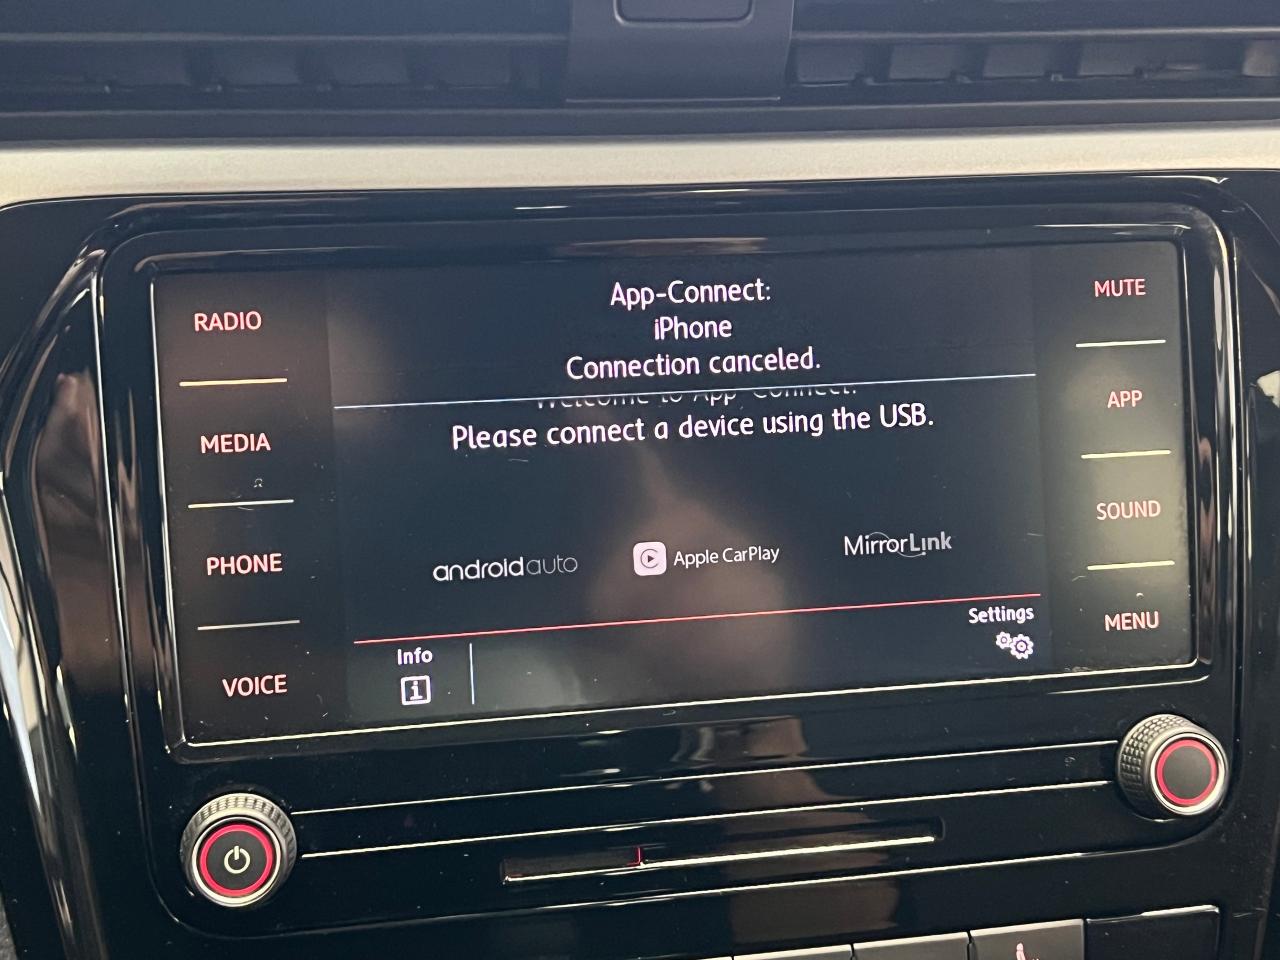 App-Connect:
iPhone
Connection canceled.
Please connect a device using the USB.
androidauto
Apple CarPlay
MirrorLink
Settings
Info
i
RADIO
MEDIA
PHONE
VOICE
MUTE
APP
SOUND
MENU